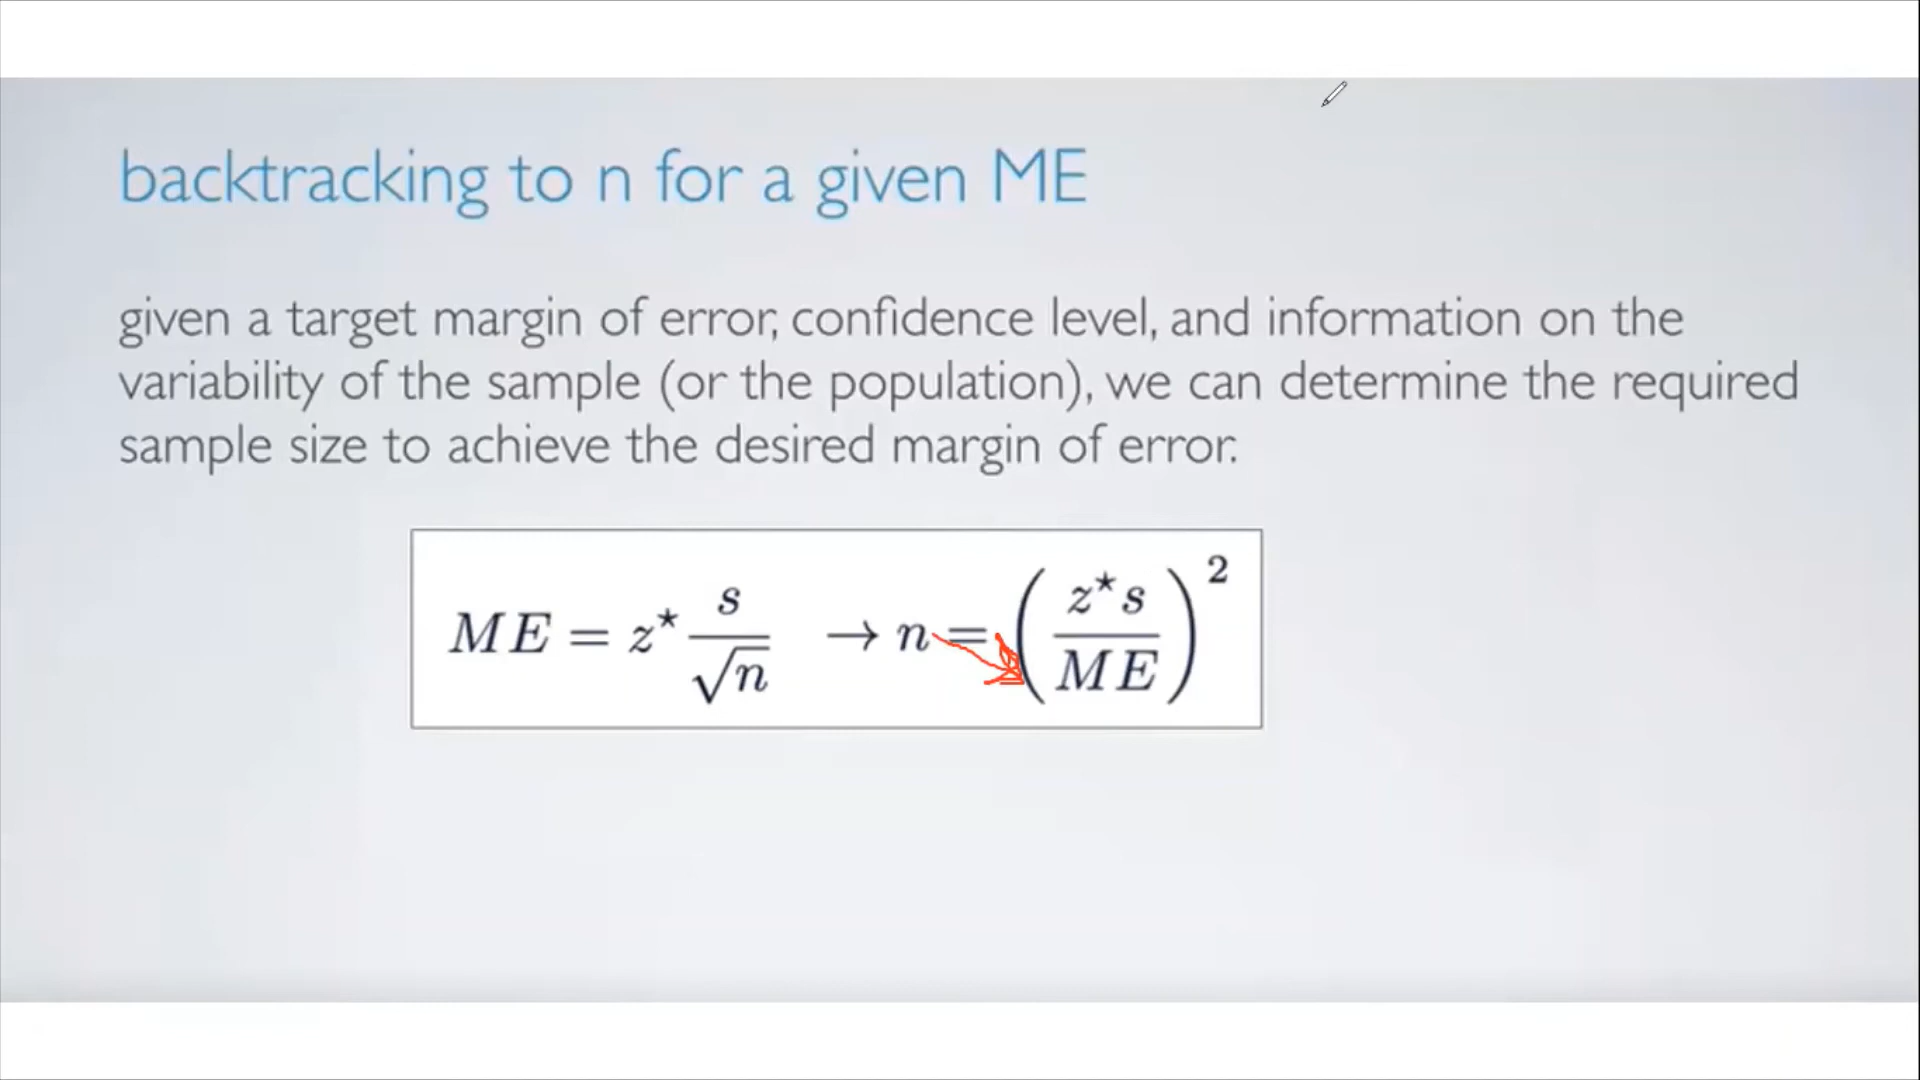 backtracking to n for a given ME
given a target margin of error, confidence level, and information on the
variability of the sample (or the population), we can determine the required
sample size to achieve the desired margin of error.
ME = z* s/√n → n = (z* s/ME)²